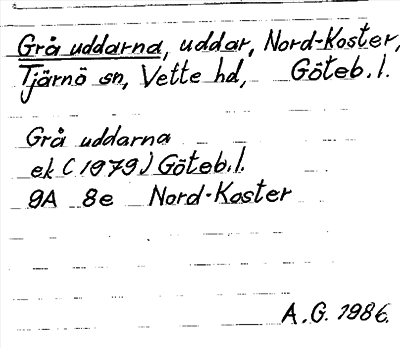 Grå uddarna, uddar, Nord-Koster,
Tjärnö sn, Vette hd, Göteb. l.
Grå uddarna
ek (1979) Göteb. l.
9A 8e Nord-Koster
A.G. 1986.